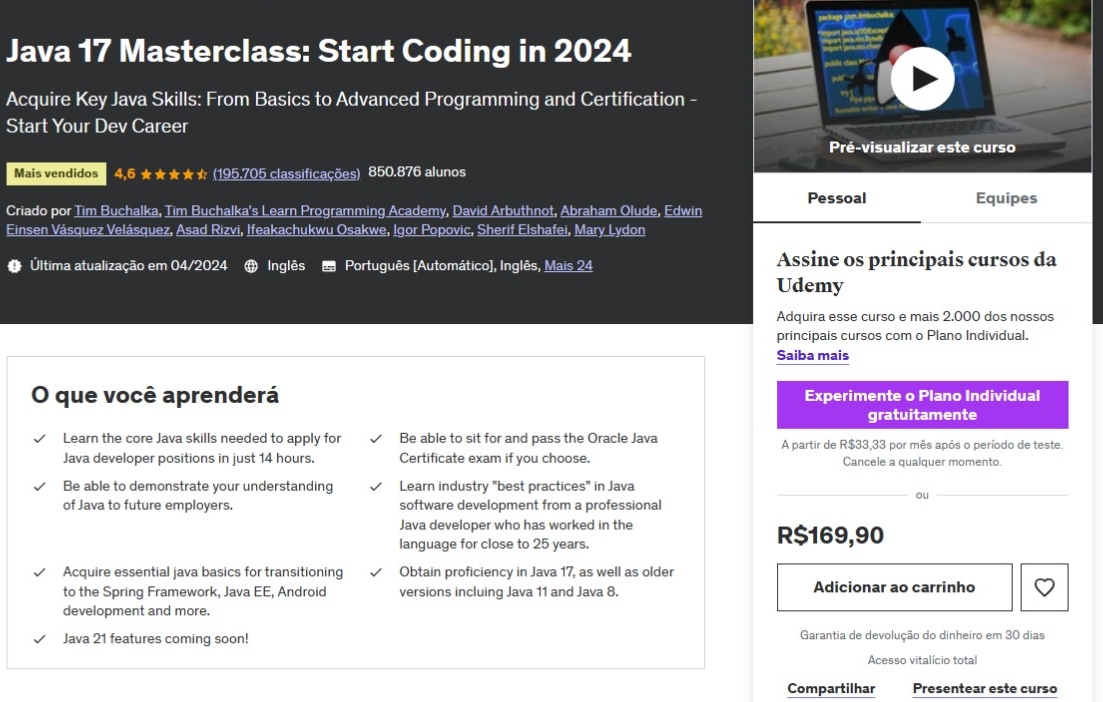 Java 17 Masterclass: Start Coding in 2024
Acquire Key Java Skills: From Basics to Advanced Programming and Certification -
Start Your Dev Career
Mais vendidos 4,6 (195.705 classificações) 850.876 alunos
Criado por Tim Buchalka, Tim Buchalka's Learn Programming Academy, David Arbuthnot, Abraham Olude, Edwin
Einsen Vásquez Velásquez, Asad Rizvi, Ifeakachukwu Osakwe, Igor Popovic, Sherif Elshafei, Mary Lydon
Última atualização em 04/2024 Inglês Português [Automático], Inglês, Mais 24
O que você aprenderá
Learn the core Java skills needed to apply for
Java developer positions in just 14 hours.
Be able to sit for and pass the Oracle Java
Certificate exam if you choose.
Be able to demonstrate your understanding
of Java to future employers.
Learn industry "best practices" in Java
software development from a professional
Java developer who has worked in the
language for close to 25 years.
Acquire essential java basics for transitioning
to the Spring Framework, Java EE, Android
development and more.
Obtain proficiency in Java 17, as well as older
versions incluing Java 11 and Java 8.
Java 21 features coming soon!
package com.timbuchalka;
Pré-visualizar este curso
Pessoal Equipes
Assine os principais cursos da
Udemy
Adquira esse curso e mais 2.000 dos nossos
principais cursos com o Plano Individual.
Saiba mais
Experimente o Plano Individual
gratuitamente
A partir de R$33,33 por mês após o período de teste.
Cancele a qualquer momento.
ou
R$169,90
Adicionar ao carrinho
Garantia de devolução do dinheiro em 30 dias
Acesso vitalício total
Compartilhar Presentear este curso